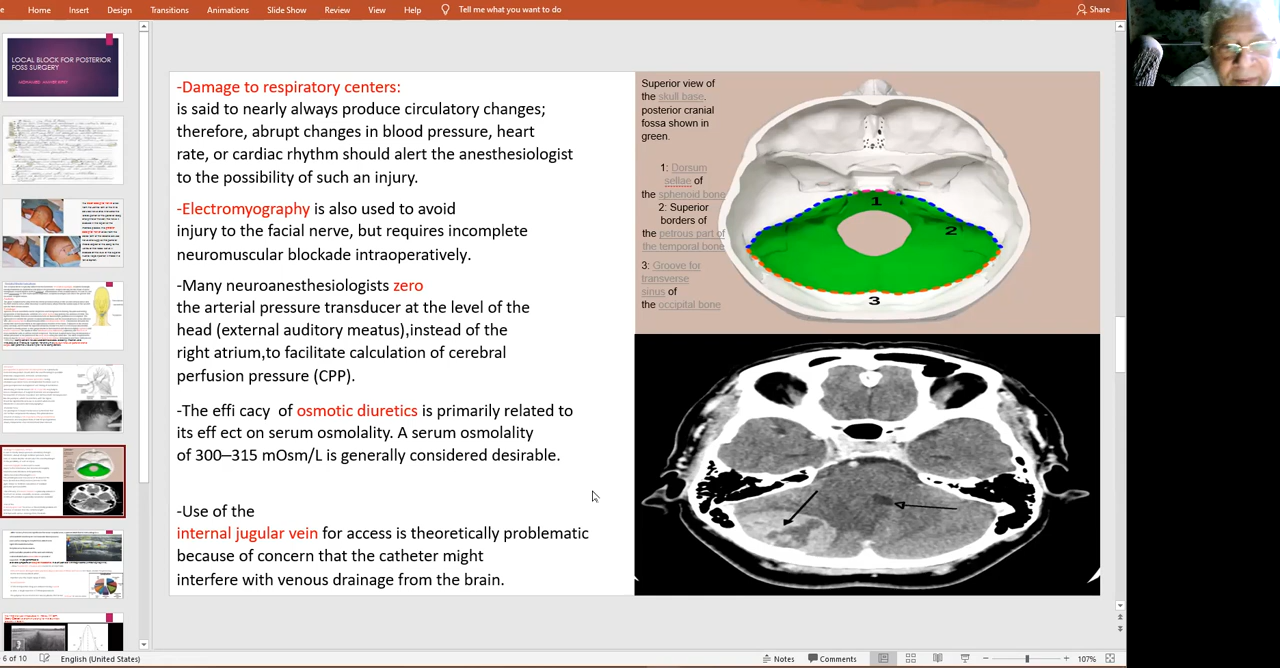 Home Insert Design Transitions Animations Slide Show Review View Help Tell me what you want to do Share
LOCAL BLOCK FOR POSTERIOR
FOSS SURGERY
-Damage to respiratory centers:
is said to nearly always produce circulatory changes;
therefore, abrupt changes in blood pressure, heart
rate, or cardiac rhythm should alert the anesthesiologist
to the possibility of such an injury.
-Electromyography is also used to avoid
injury to the facial nerve, but requires incomplete
neuromuscular blockade intraoperatively.
-Many neuroanesthesiologists zero
the arterial pressure transducer at the level of the
ear (external auditory meatus),instead of the
right atrium,to facilitate calculation of cerebral
perfusion pressure (CPP)
-The effi cacy of osmotic diuretics is primarily related to
its eff ect on serum osmolality. A serum osmolality
of 300–315 mOsm/L is generally considered desirable.
-Use of the
internal jugular vein for access is theoretically problematic
because of concern that the catheter might
interfere with venous drainage from the brain.
Superior view of
the skull base.
posterior cranial
fossa shown in
green.
1: Dorsum
sellae of
the sphenoid bone
2: Superior
borders of
the petrous part of
the temporal bone
3: Groove for
transverse
sinus of
the occipital bone
1
2
3
6 of 10 English (United States) Notes Comments 107%